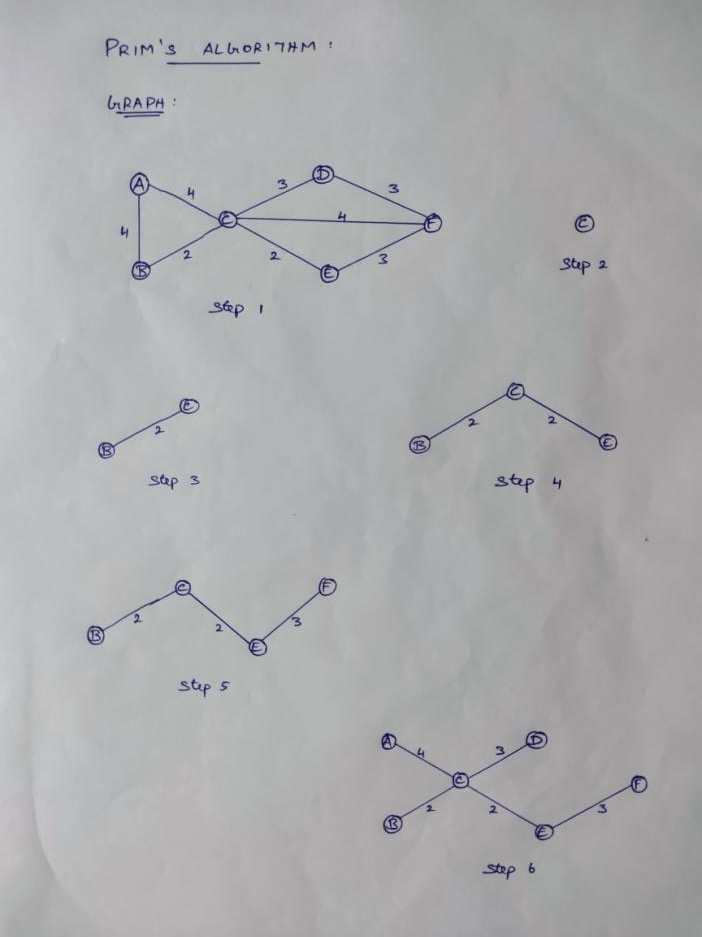 PRIM'S ALGORITHM :
GRAPH :
A 4 C 3 D 3 F
4 4
B 2 2 E 3
Step 1
C
Step 2
B 2 C
Step 3
B 2 C 2 E
Step 4
B 2 C 2 E 3 F
Step 5
A 4 3 D
C F
B 2 2 E 3
Step 6